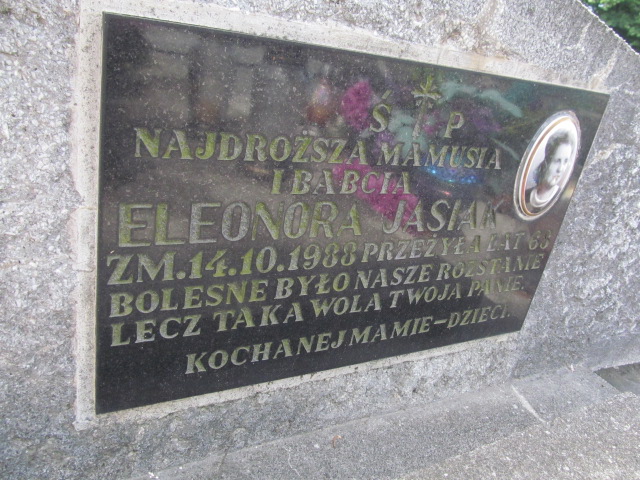 Ś † P
NAJDROŻSZA MAMUSIA
I BABCIA
ELEONORA JASIAK
ZM. 14.10.1988 PRZEŻYŁA LAT 68
BOLESNE BYŁO NASZE ROZSTANIE
LECZ TAKA WOLA TWOJA PANIE.
KOCHANEJ MAMIE-DZIECI.